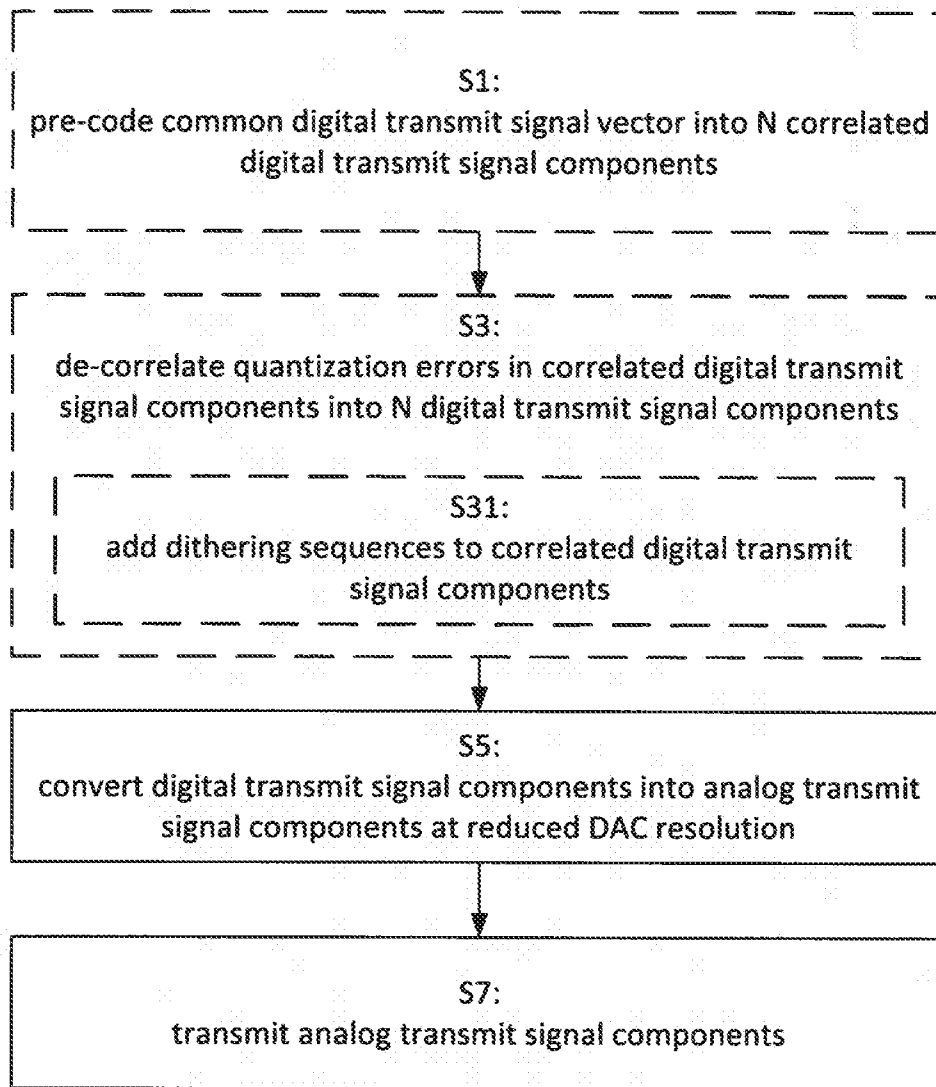 S1:
pre-code common digital transmit signal vector into N correlated
digital transmit signal components
S3:
de-correlate quantization errors in correlated digital transmit
signal components into N digital transmit signal components
S31:
add dithering sequences to correlated digital transmit
signal components
S5:
convert digital transmit signal components into analog transmit
signal components at reduced DAC resolution
S7:
transmit analog transmit signal components